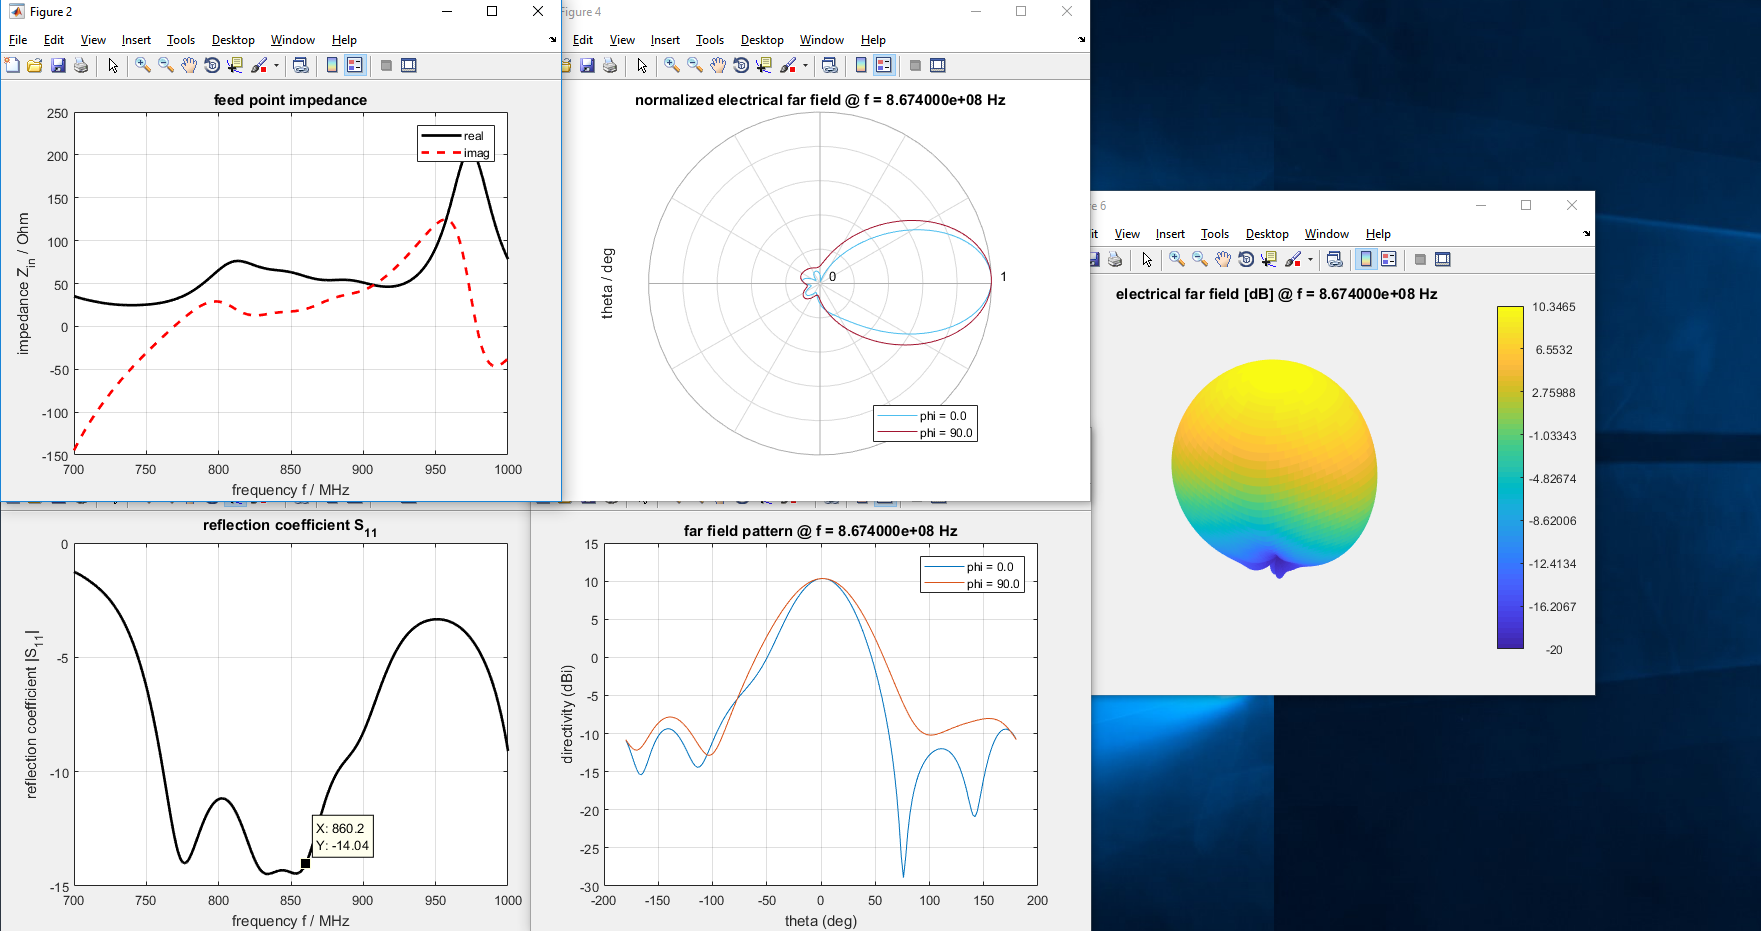 Figure 2
File Edit View Insert Tools Desktop Window Help
feed point impedance
250
200
150
100
50
0
-50
-100
-150
700 750 800 850 900 950 1000
real
imag
impedance Z_in / Ohm
frequency f / MHz
Figure 4
Edit View Insert Tools Desktop Window Help
normalized electrical far field @ f = 8.674000e+08 Hz
theta / deg
0
1
phi = 0.0
phi = 90.0
reflection coefficient S_11
0
-5
-10
-15
700 750 800 850 900 950 1000
X: 860.2
Y: -14.04
reflection coefficient |S_11|
frequency f / MHz
far field pattern @ f = 8.674000e+08 Hz
15
10
5
0
-5
-10
-15
-20
-25
-30
-200 -150 -100 -50 0 50 100 150 200
phi = 0.0
phi = 90.0
directivity (dBi)
theta (deg)
re 6
it View Insert Tools Desktop Window Help
electrical far field [dB] @ f = 8.674000e+08 Hz
10.3465
6.5532
2.75988
-1.03343
-4.82674
-8.62006
-12.4134
-16.2067
-20